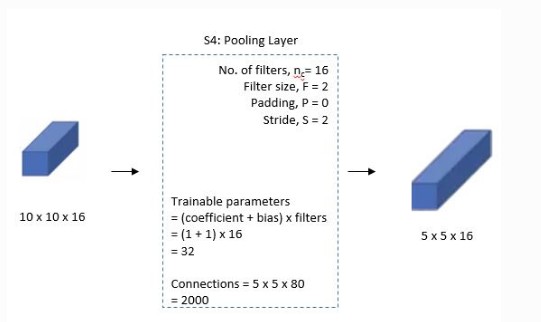 S4: Pooling Layer
No. of filters, nc= 16
Filter size, F = 2
Padding, P = 0
Stride, S = 2
10 x 10 x 16
Trainable parameters
= (coefficient + bias) x filters
= (1 + 1) x 16
= 32
Connections = 5 x 5 x 80
= 2000
5 x 5 x 16